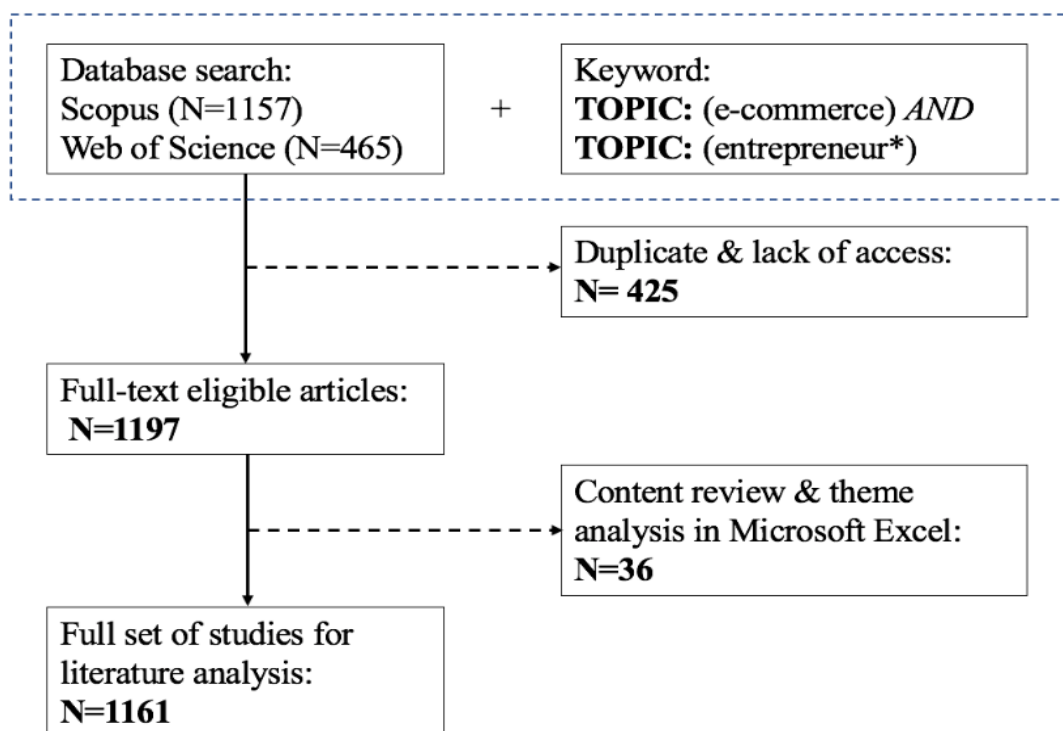 Database search:
Scopus (N=1157)
Web of Science (N=465)
+
Keyword:
TOPIC: (e-commerce) AND
TOPIC: (entrepreneur*)
Duplicate & lack of access:
N= 425
Full-text eligible articles:
N=1197
Content review & theme
analysis in Microsoft Excel:
N=36
Full set of studies for
literature analysis:
N=1161